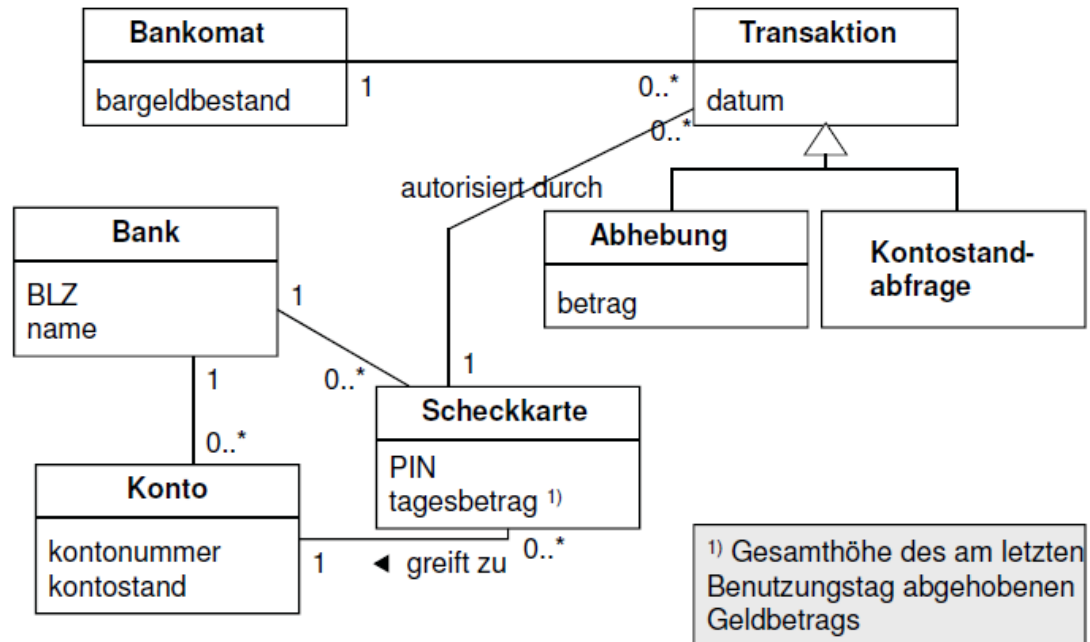 Bankomat
bargeldbestand
1
0..*
Transaktion
datum
0..*
autorisiert durch
1
Abhebung
betrag
Kontostand-
abfrage
Bank
BLZ
name
1
0..*
1
0..*
Scheckkarte
PIN
tagesbetrag ¹⁾
Konto
kontonummer
kontostand
1
◄ greift zu
0..*
¹⁾ Gesamthöhe des am letzten
Benutzungstag abgehobenen
Geldbetrags